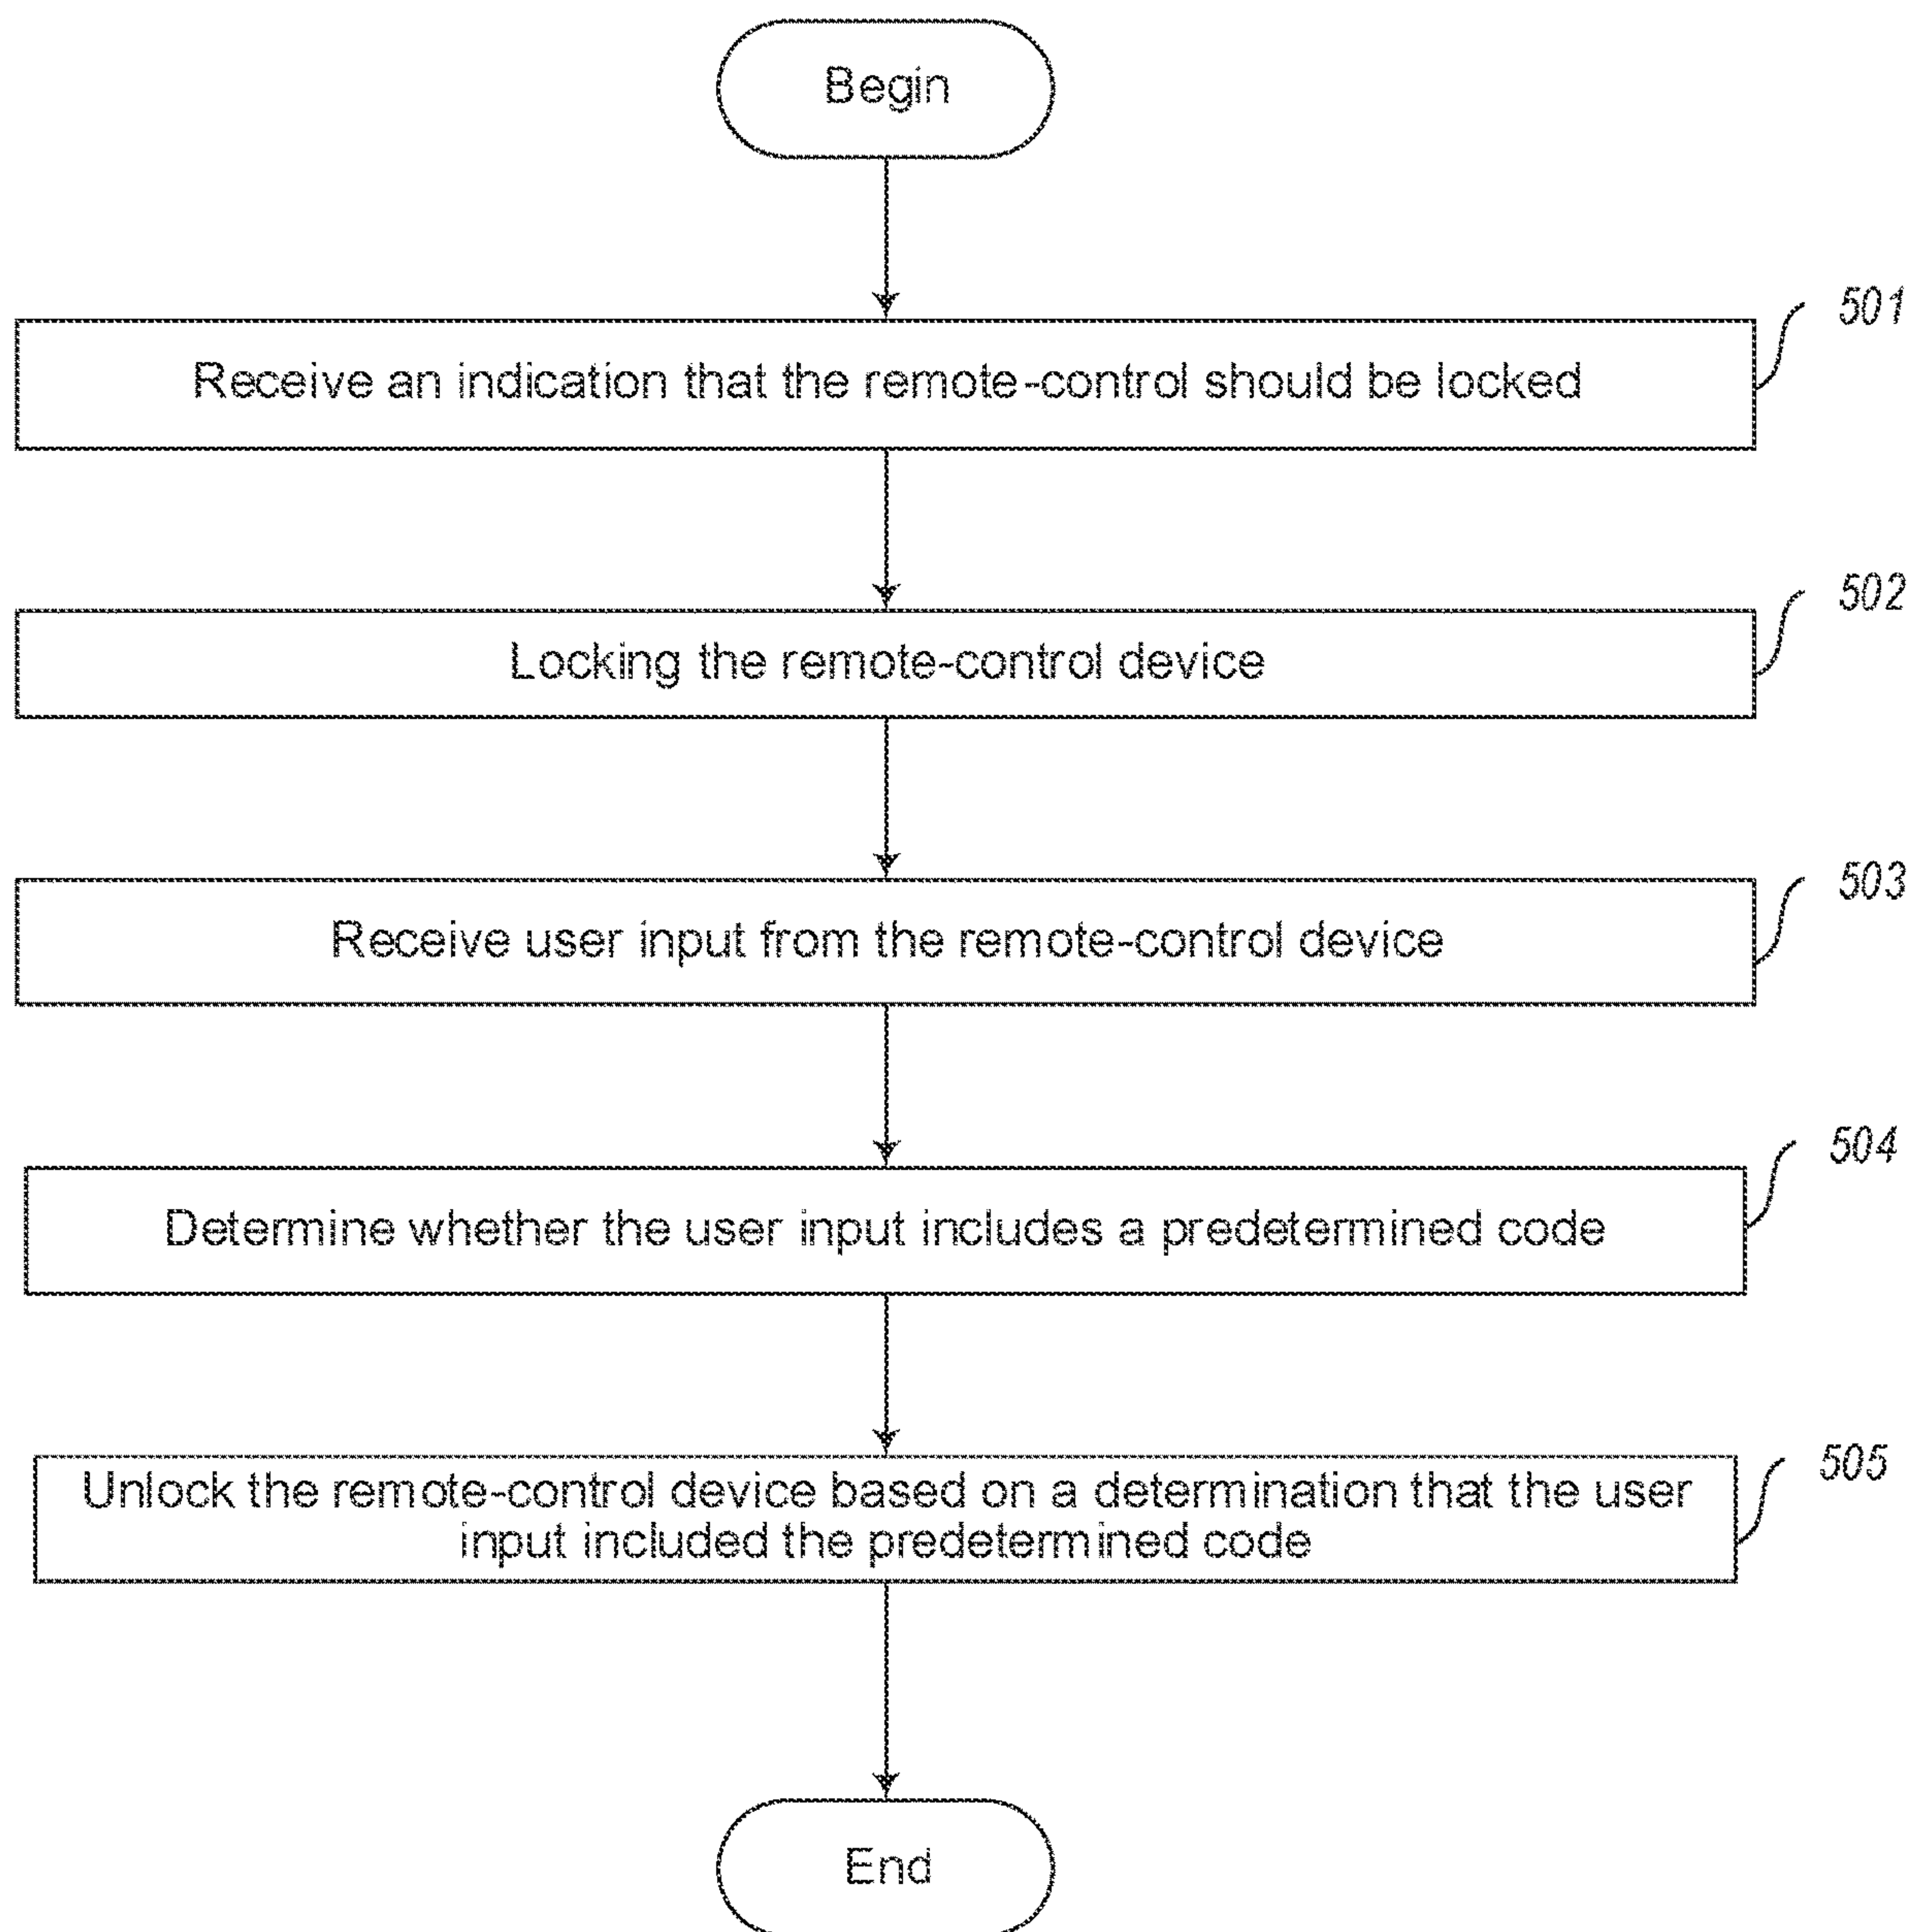 Begin
Receive an indication that the remote-control should be locked
501
Locking the remote-control device
502
Receive user input from the remote-control device
503
Determine whether the user input includes a predetermined code
504
Unlock the remote-control device based on a determination that the user
input included the predetermined code
505
End